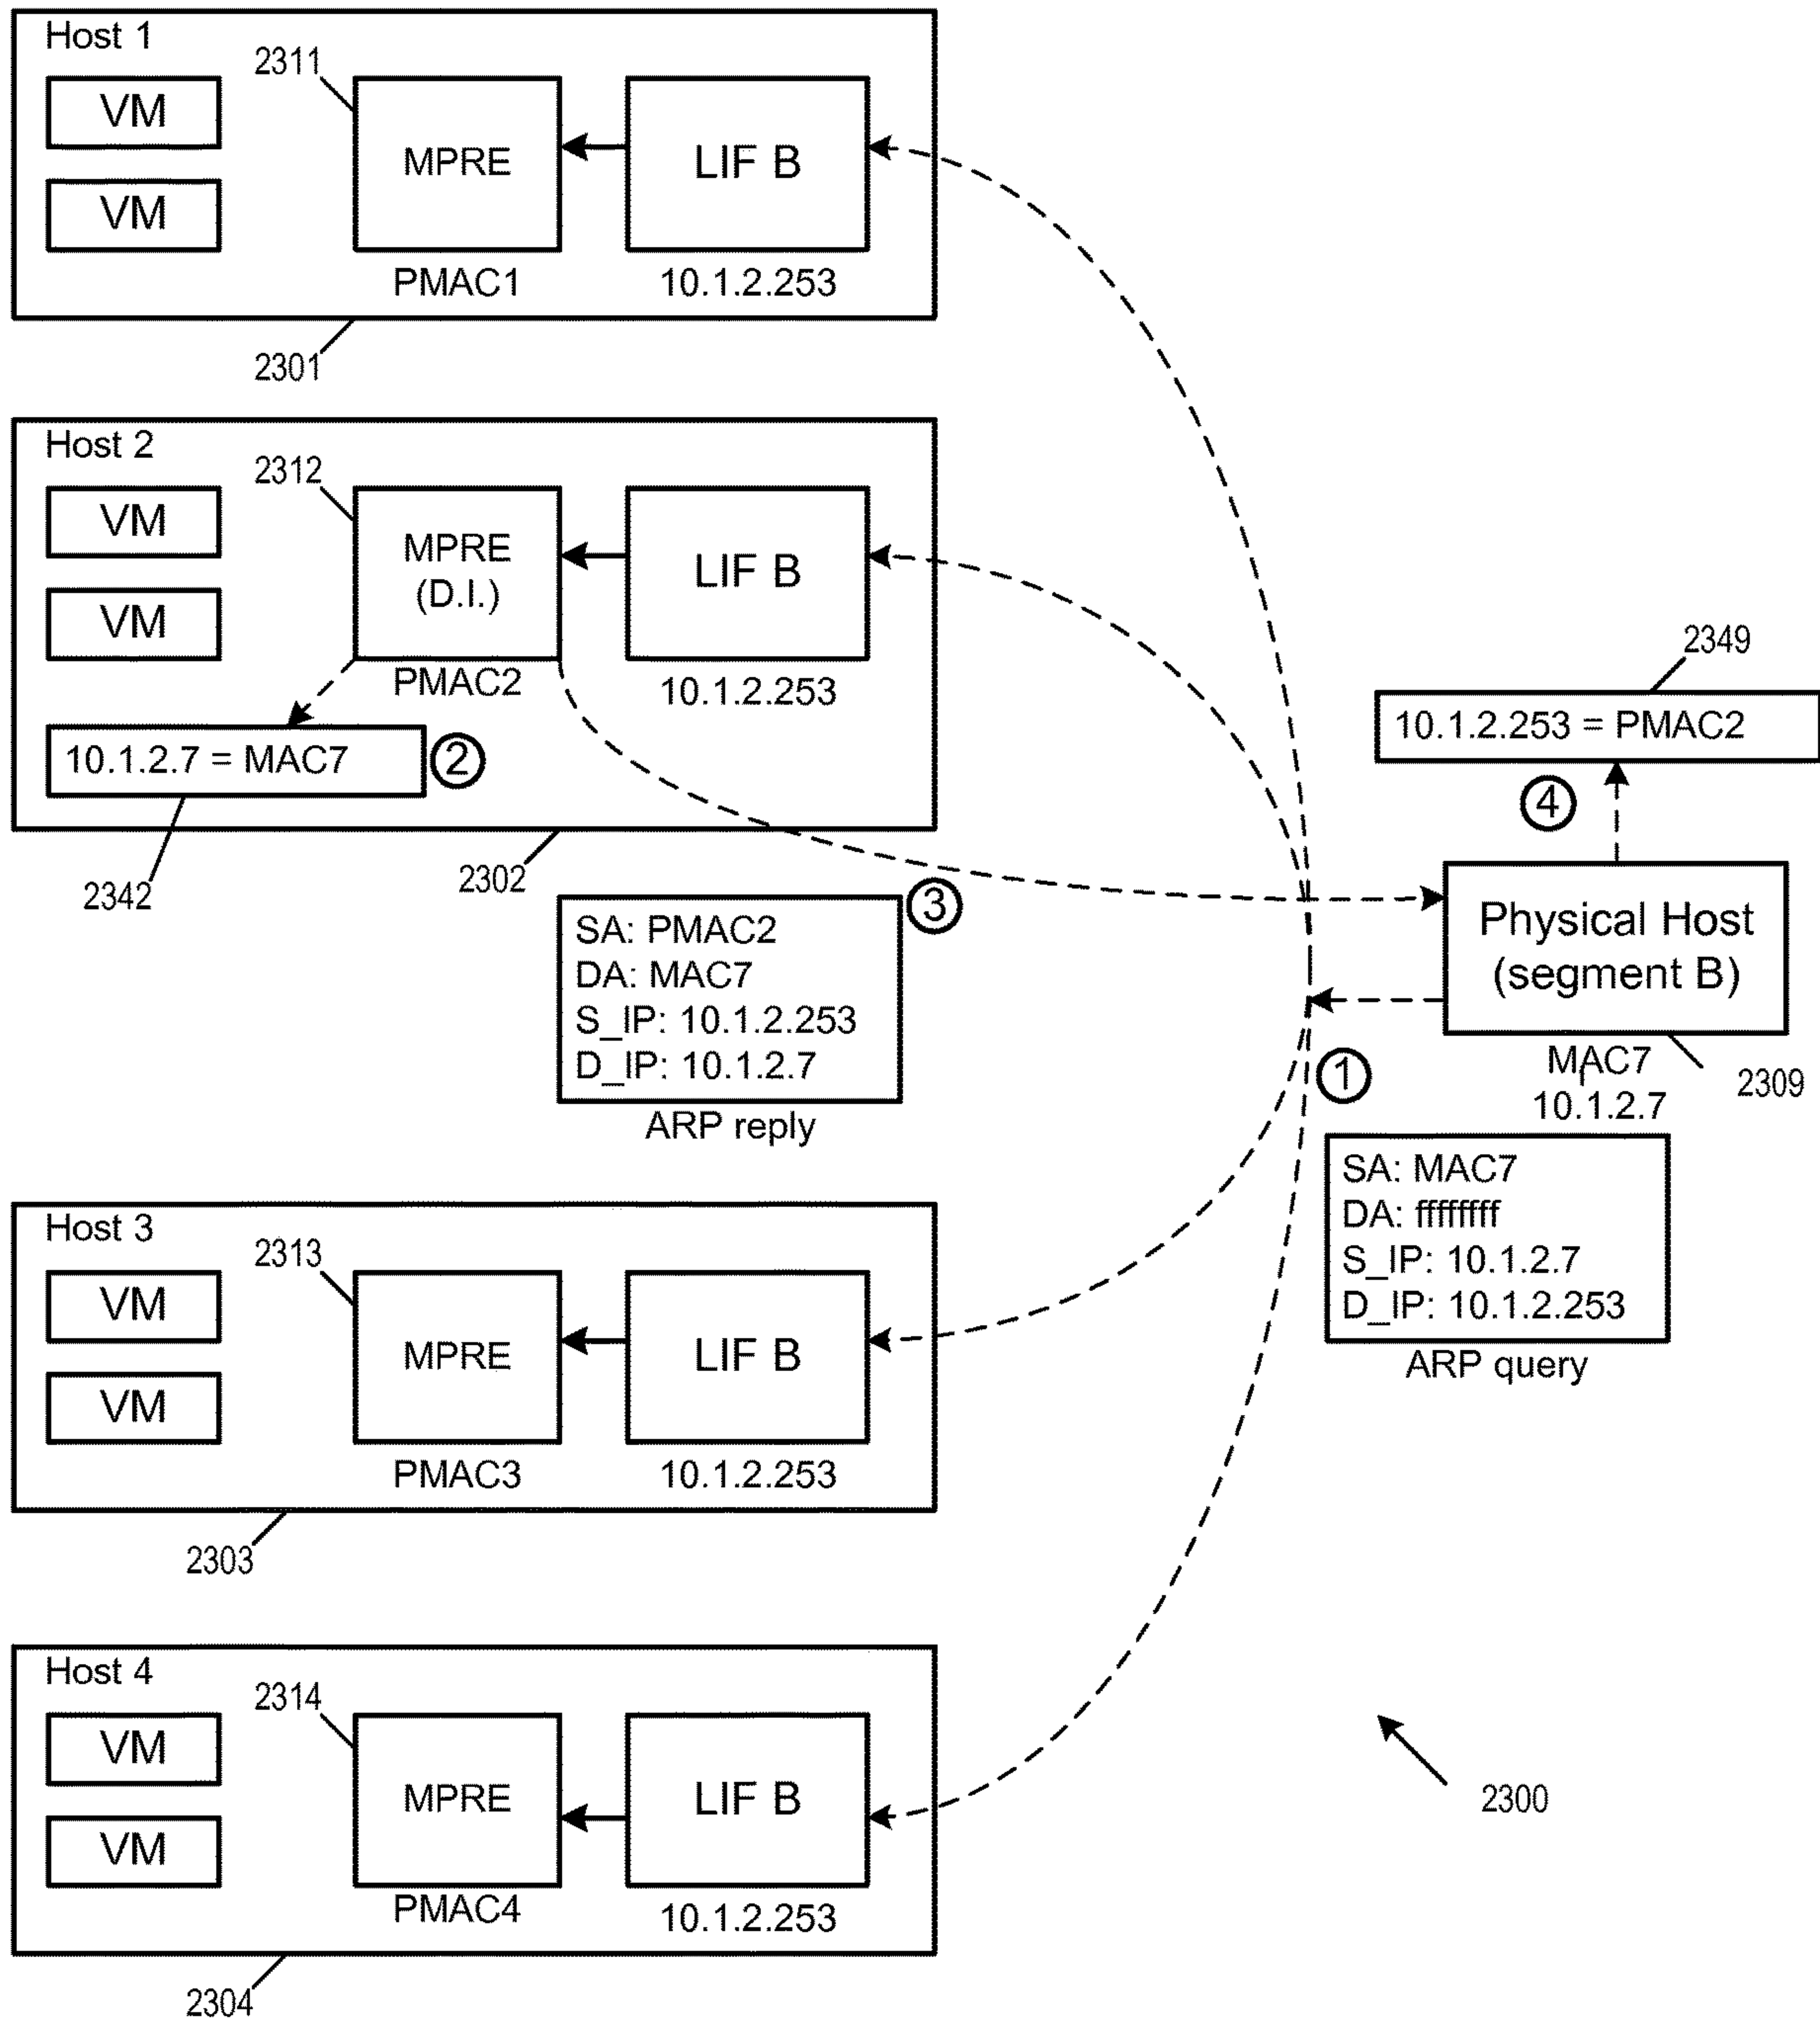 Host 1
2311
VM
VM
MPRE
LIF B
PMAC1
10.1.2.253
2301
Host 2
2312
VM
VM
MPRE
(D.I.)
LIF B
PMAC2
10.1.2.253
10.1.2.7 = MAC7
2
2342
2302
2349
10.1.2.253 = PMAC2
4
Physical Host
(segment B)
MAC7
10.1.2.7
2309
3
SA: PMAC2
DA: MAC7
S_IP: 10.1.2.253
D_IP: 10.1.2.7
ARP reply
1
SA: MAC7
DA: ffffffff
S_IP: 10.1.2.7
D_IP: 10.1.2.253
ARP query
Host 3
2313
VM
VM
MPRE
LIF B
PMAC3
10.1.2.253
2303
Host 4
2314
VM
VM
MPRE
LIF B
PMAC4
10.1.2.253
2304
2300